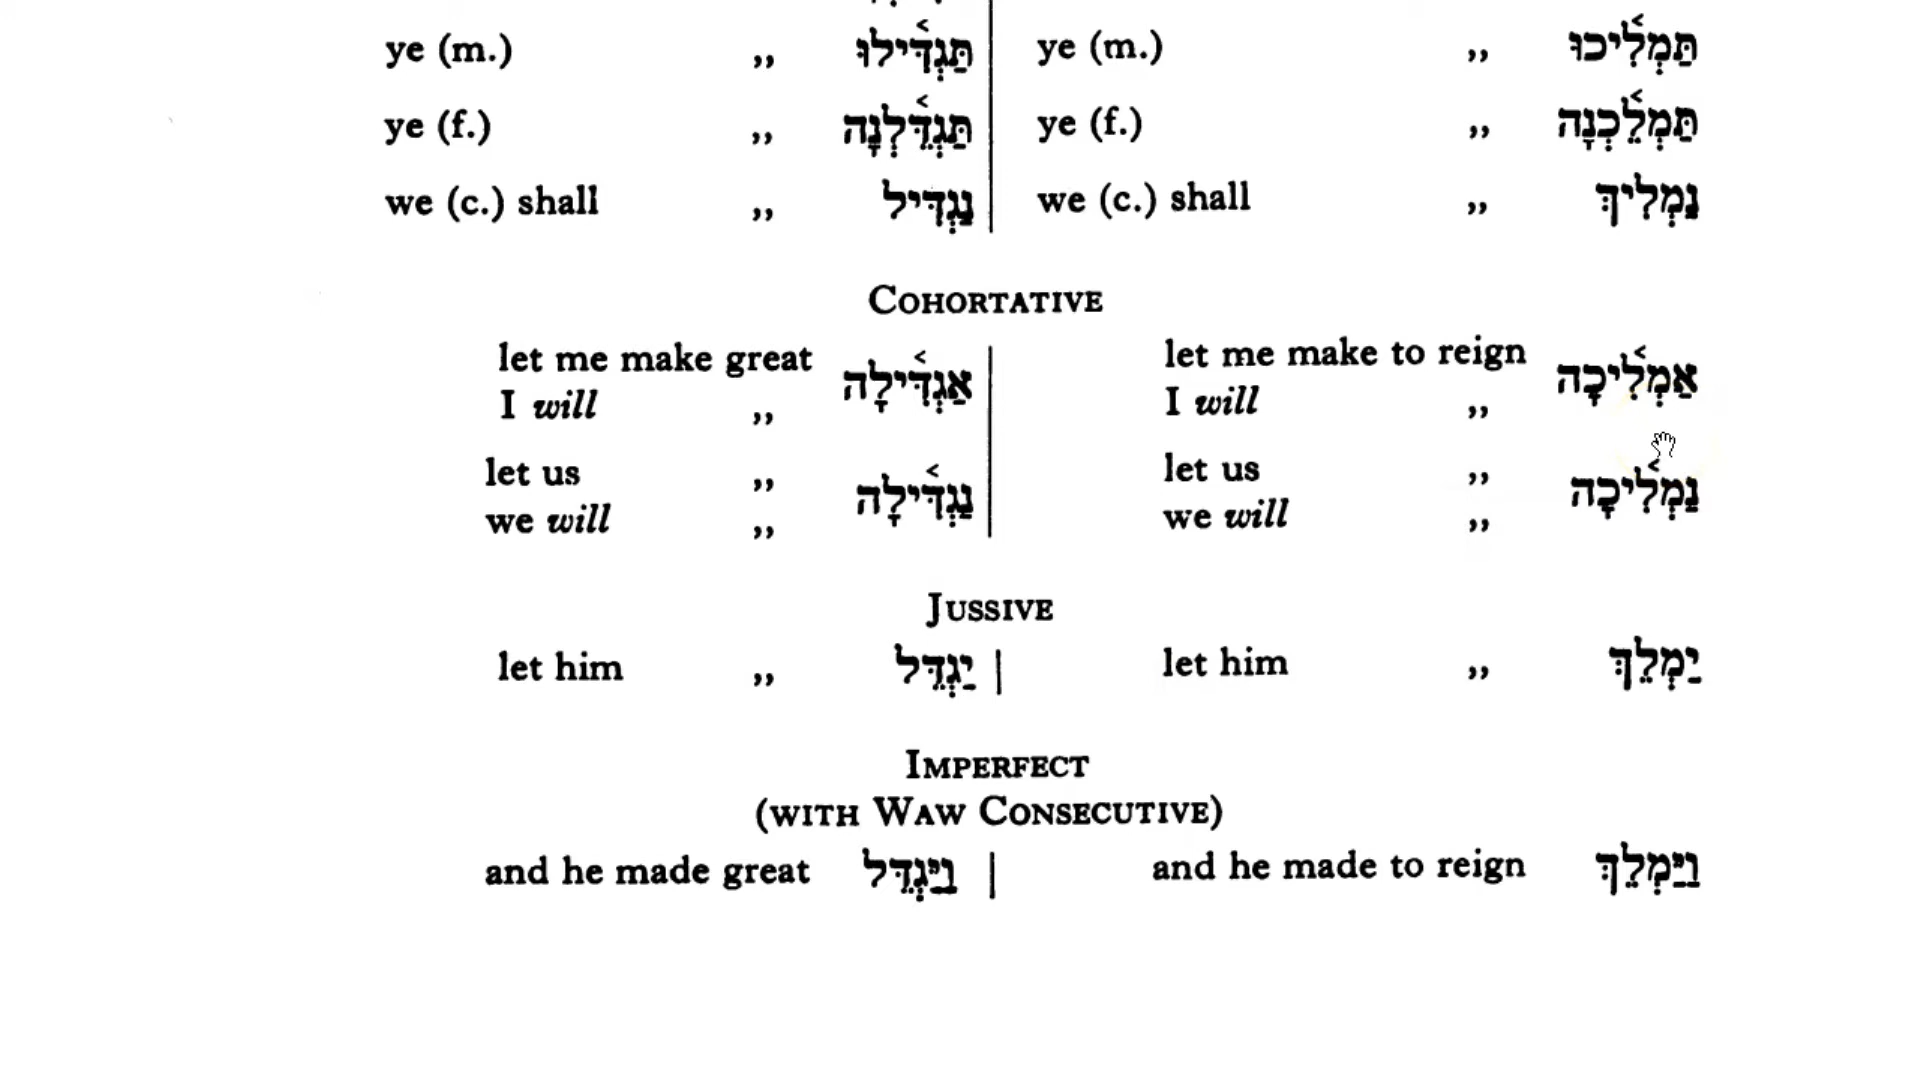 ye (m.) ,, תַּגְדִּ֫ילוּ | ye (m.) ,, תַּמְלִ֫יכוּ
ye (f.) ,, תַּגְדֵּ֫לְנָה | ye (f.) ,, תַּמְלֵ֫כְנָה
we (c.) shall ,, נַגְדִּיל | we (c.) shall ,, נַמְלִיךְ
COHORTATIVE
let me make great אַגְדִּ֫ילָה | let me make to reign אַמְלִ֫יכָה
I will ,, | I will ,,
let us ,, נַגְדִּ֫ילָה | let us ,, נַמְלִ֫יכָה
we will ,, | we will ,,
JUSSIVE
let him ,, יַגְדֵּל | let him ,, יַמְלֵךְ
IMPERFECT
(WITH WAW CONSECUTIVE)
and he made great וַיַּגְדֵּל | and he made to reign וַיַּמְלֵךְ